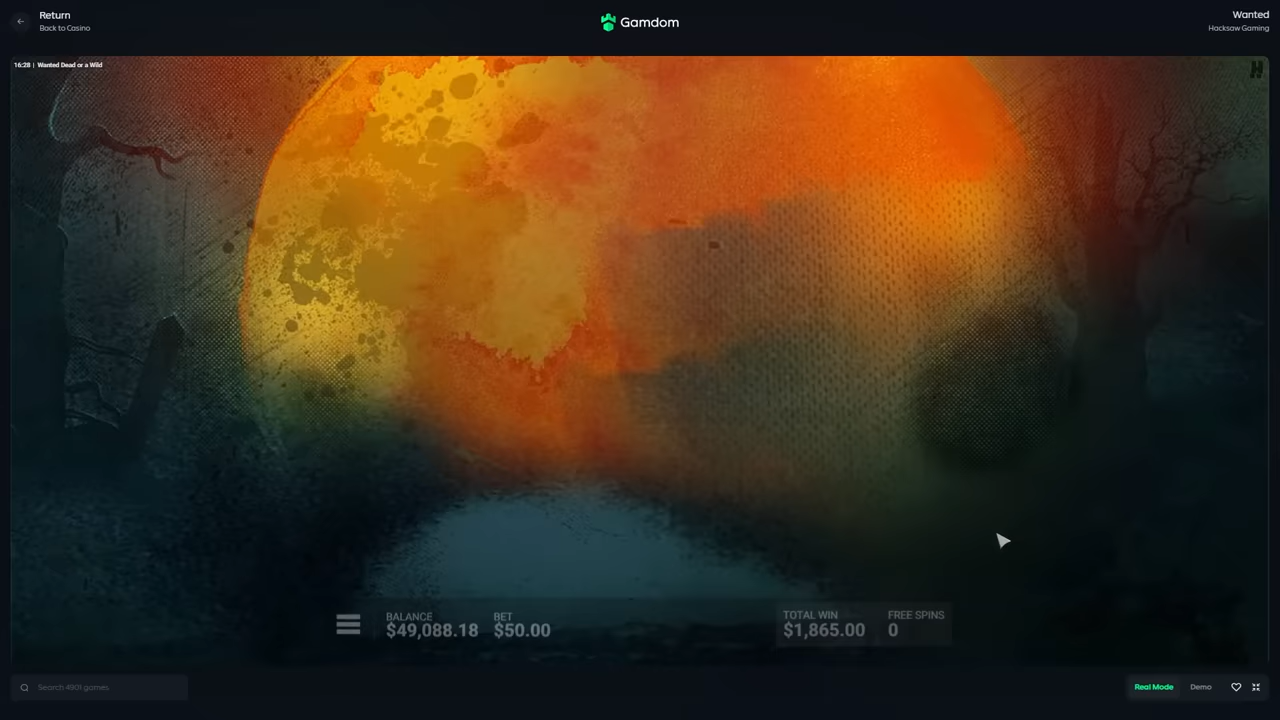 Return
Back to Casino
Gamdom
Wanted
Hacksaw Gaming
16:28 | Wanted Dead or a Wild
BALANCE
$49,088.18
BET
$50.00
TOTAL WIN
$1,865.00
FREE SPINS
0
Search 4901 games
Real Mode
Demo